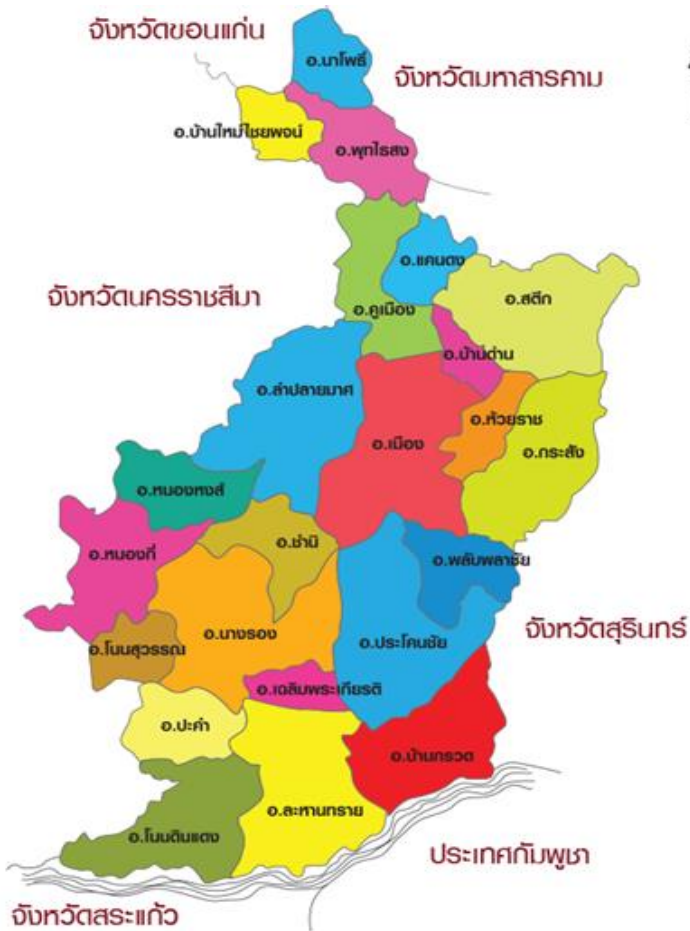 จังหวัดขอนแก่น
อ.นาโพธิ์
จังหวัดมหาสารคาม
อ.บ้านใหม่ไชยพจน์
อ.พุทไธสง
อ.แคนดง
จังหวัดนครราชสีมา
อ.สตึก
อ.คูเมือง
อ.บ้านด่าน
อ.ลำปลายมาศ
อ.ห้วยราช
อ.เมือง
อ.กระสัง
อ.หนองหงส์
อ.ชำนิ
อ.หนองกี่
อ.พลับพลาชัย
อ.นางรอง
จังหวัดสุรินทร์
อ.ประโคนชัย
อ.โนนสุวรรณ
อ.เฉลิมพระเกียรติ
อ.ปะคำ
อ.บ้านกรวด
อ.ละหานทราย
อ.โนนดินแดง
ประเทศกัมพูชา
จังหวัดสระแก้ว